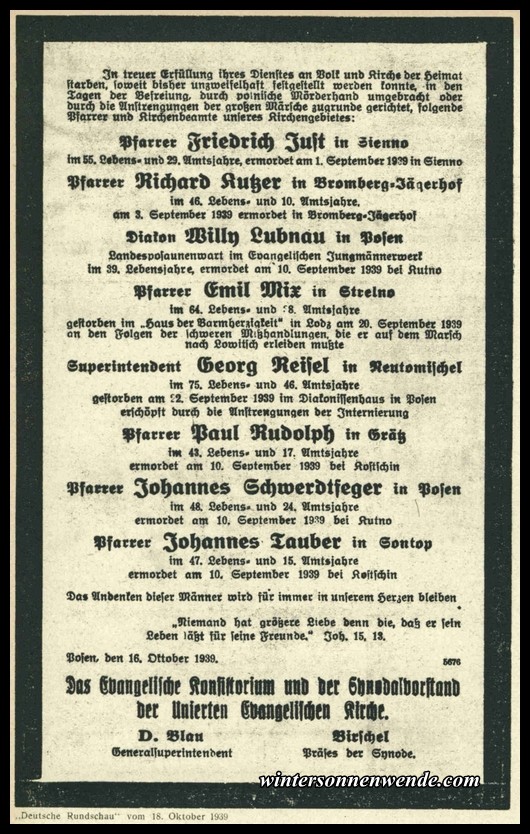 In treuer Erfüllung ihres Dienstes an Volk und Kirche der Heimat
starben, soweit bisher unzweifelhaft festgestellt werden konnte, in den
Tagen der Befreiung, durch polnische Mörderhand umgebracht oder
durch die Anstrengungen der großen Märsche zugrunde gerichtet, folgende
Pfarrer und Kirchenbeamte unseres Kirchengebietes:
Pfarrer Friedrich Just in Sienno
im 55. Lebens- und 29. Amtsjahre, ermordet am 1. September 1939 in Sienno
Pfarrer Richard Kutzer in Bromberg-Jägerhof
im 46. Lebens- und 10. Amtsjahre,
am 3. September 1939 ermordet in Bromberg-Jägerhof
Diakon Willy Lubnau in Posen
Landesposaunenwart im Evangelischen Jungmännerwerk
im 39. Lebensjahre, ermordet am 10. September 1939 bei Kutno
Pfarrer Emil Mix in Strelno
im 64. Lebens- und Amtsjahre
gestorben im „Haus der Barmherzigkeit" in Lodz am 20. September 1939
an den Folgen der schweren Mißhandlungen, die er auf dem Marsch
nach Lowitsch erleiden mußte
Superintendent Georg Reisel in Neutomischel
im 75. Lebens- und 46. Amtsjahre
gestorben am 22. September 1939 im Diakonissenhaus in Posen
erschöpft durch die Anstrengungen der Internierung
Pfarrer Paul Rudolph in Grätz
im 43. Lebens- und 17. Amtsjahre
ermordet am 10. September 1939 bei Kostschin
Pfarrer Johannes Schwerdtfeger in Posen
im 48. Lebens- und 24. Amtsjahre
ermordet am 10. September 1939 bei Kutno
Pfarrer Johannes Tauber in Sontop
im 47. Lebens- und 15. Amtsjahre
ermordet am 10. September 1939 bei Kostschin
Das Andenken dieser Männer wird für immer in unserem Herzen bleiben
„Niemand hat größere Liebe denn die, daß er sein
Leben läßt für seine Freunde." Joh. 15, 13.
Posen, den 16. Oktober 1939.
5676
Das Evangelische Konsistorium und der Synodalvorstand
der Unierten Evangelischen Kirche.
D. Blau Birschel
Generalsuperintendent Präses der Synode.
wintersonnenwende.com
„Deutsche Rundschau" vom 18. Oktober 1939